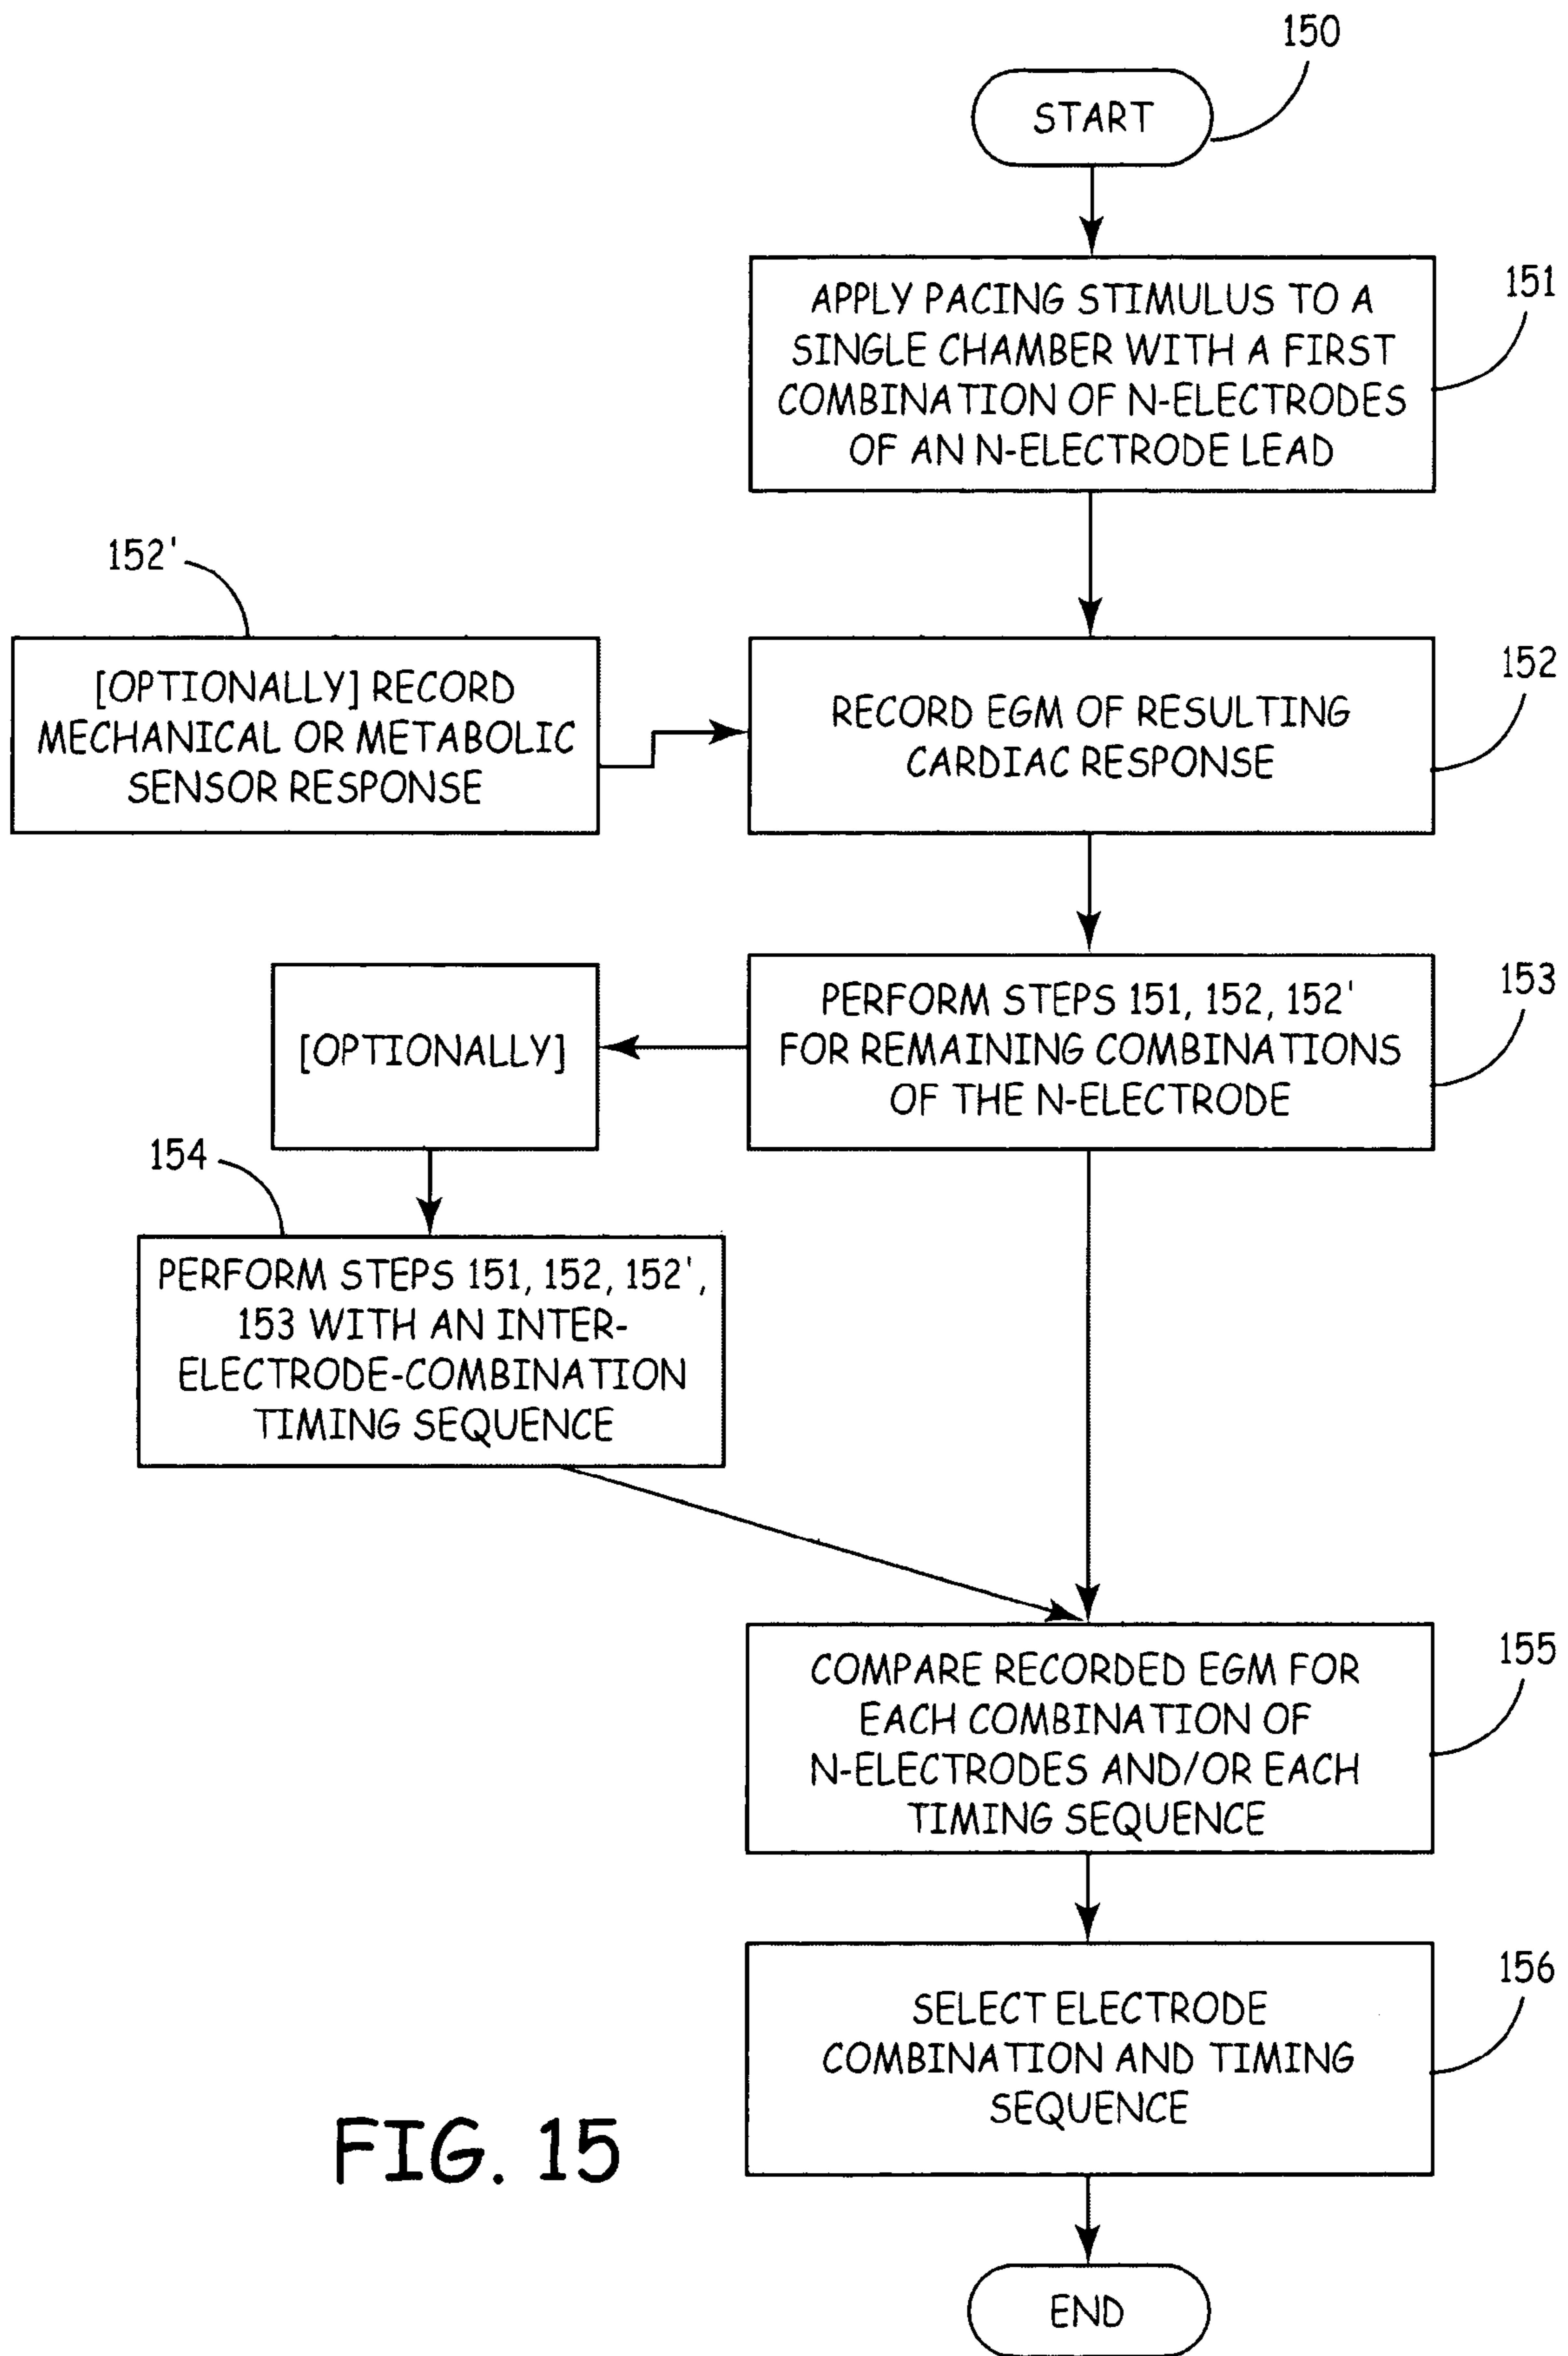 150
START
151
APPLY PACING STIMULUS TO A
SINGLE CHAMBER WITH A FIRST
COMBINATION OF N-ELECTRODES
OF AN N-ELECTRODE LEAD
152'
[OPTIONALLY] RECORD
MECHANICAL OR METABOLIC
SENSOR RESPONSE
152
RECORD EGM OF RESULTING
CARDIAC RESPONSE
153
PERFORM STEPS 151, 152, 152'
FOR REMAINING COMBINATIONS
OF THE N-ELECTRODE
[OPTIONALLY]
154
PERFORM STEPS 151, 152, 152',
153 WITH AN INTER-
ELECTRODE-COMBINATION
TIMING SEQUENCE
155
COMPARE RECORDED EGM FOR
EACH COMBINATION OF
N-ELECTRODES AND/OR EACH
TIMING SEQUENCE
156
SELECT ELECTRODE
COMBINATION AND TIMING
SEQUENCE
FIG. 15
END